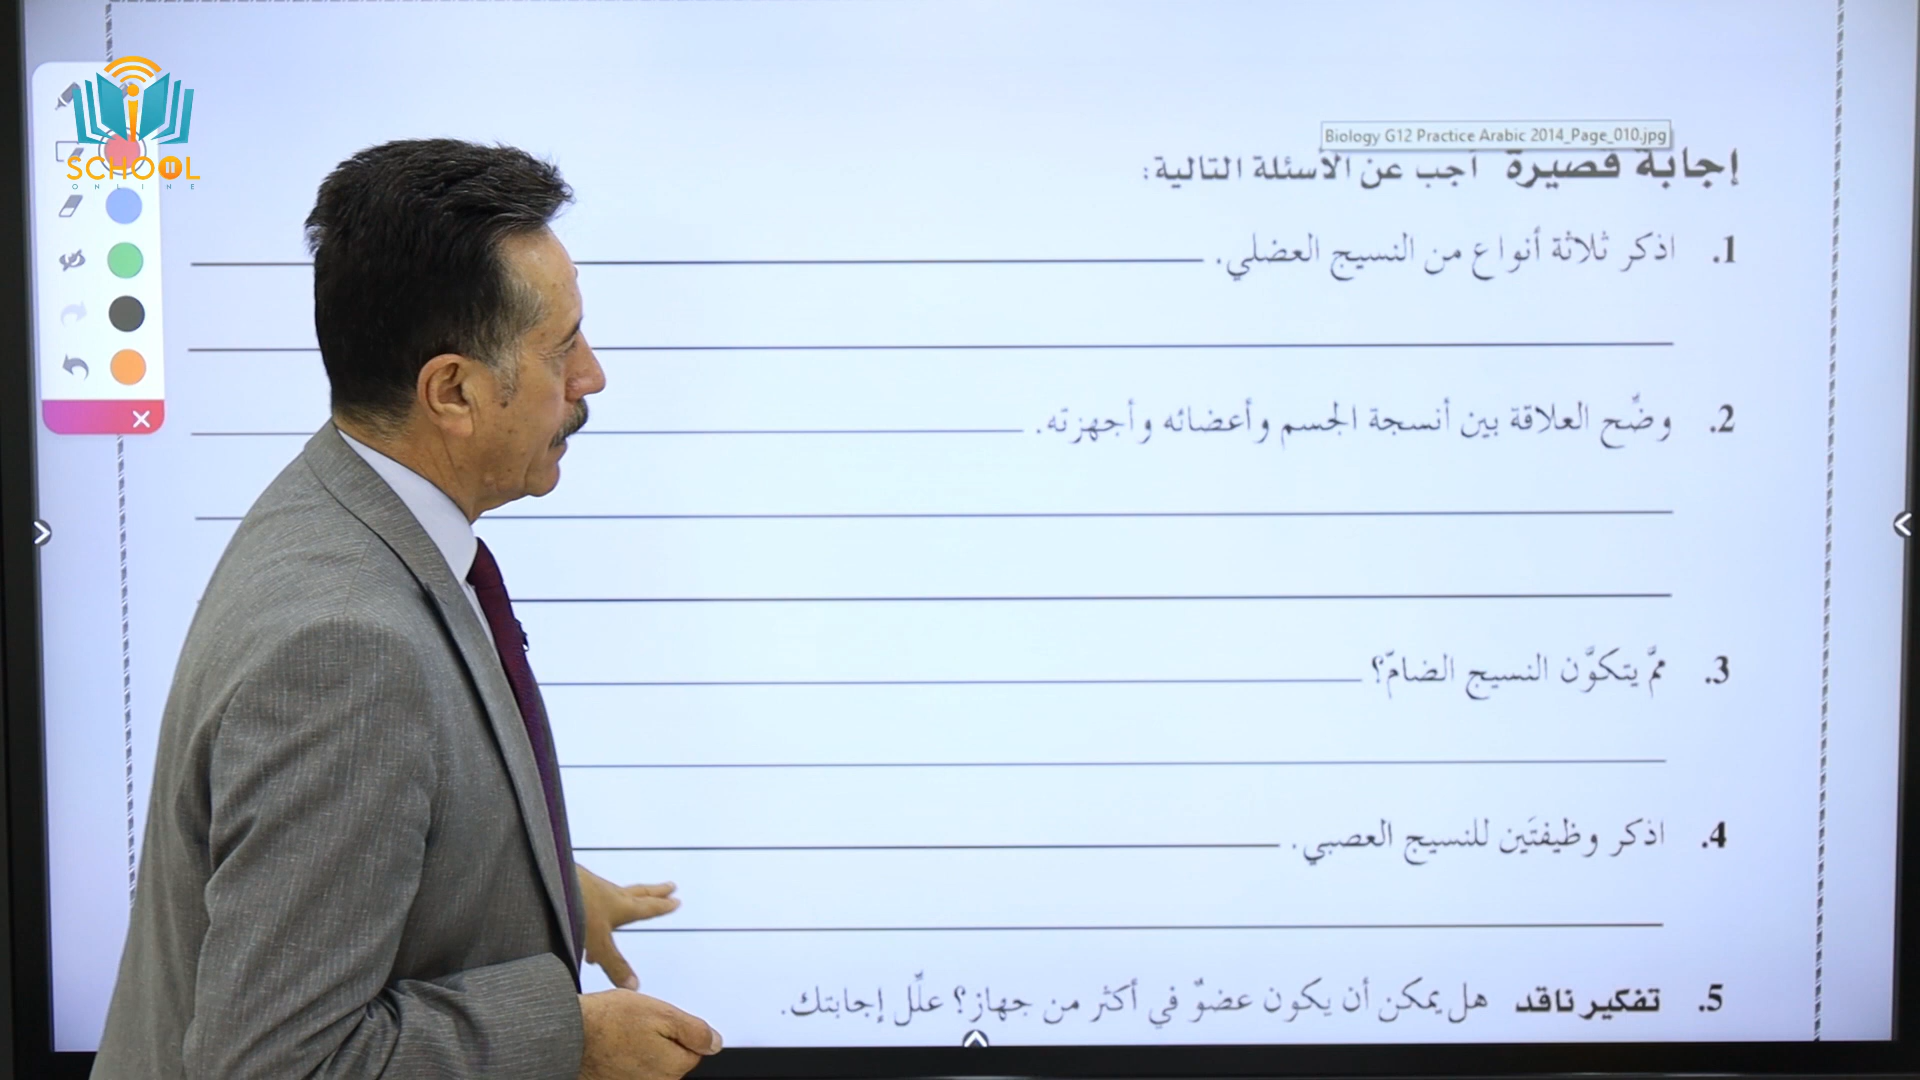 SCHOOL
ONLINE
Biology G12 Practice Arabic 2014_Page_010.jpg
إجابة قصيرة أجب عن الأسئلة التالية:
1. اذكر ثلاثة أنواع من النسيج العضلي.
2. وضِّح العلاقة بين أنسجة الجسم وأعضائه وأجهزته.
3. ممَّ يتكوَّن النسيج الضامّ؟
4. اذكر وظيفتَين للنسيج العصبي.
5. تفكير ناقد هل يمكن أن يكون عضوٌ في أكثر من جهاز؟ علِّل إجابتك.